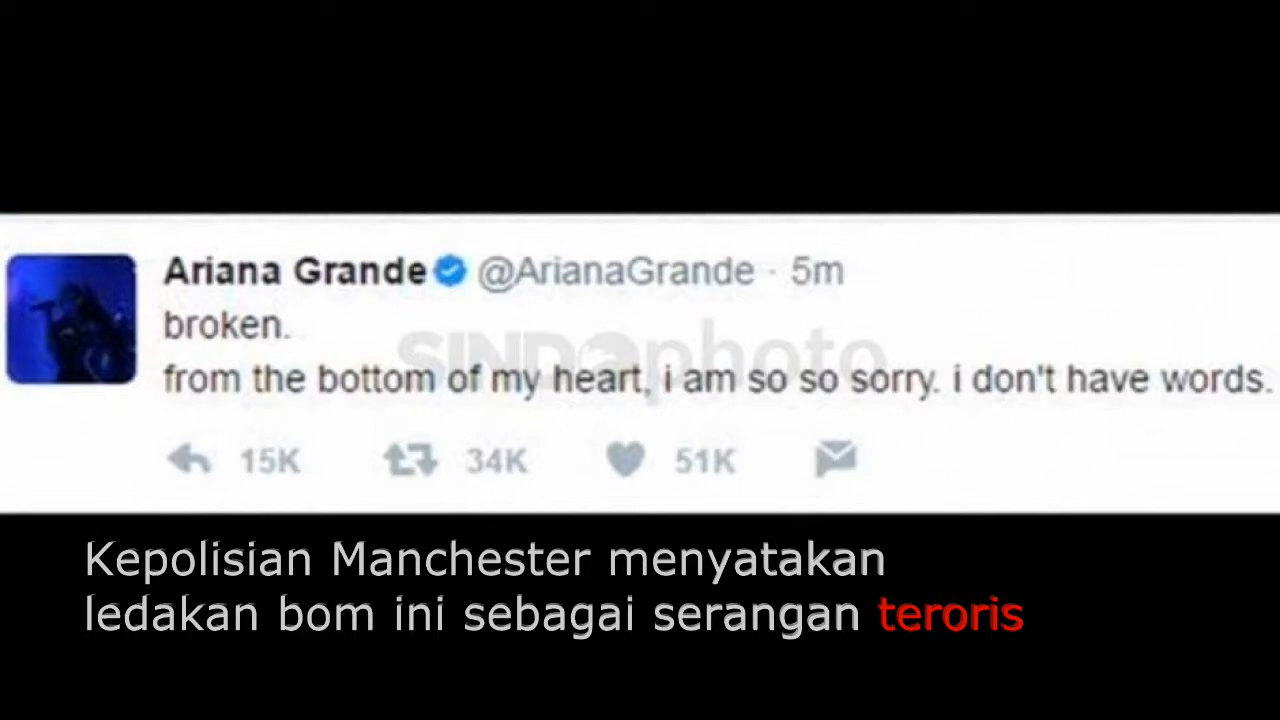 Ariana Grande @ArianaGrande · 5m
broken.
from the bottom of my heart, i am so so sorry. i don't have words.
15K 34K 51K
SINDOphoto
Kepolisian Manchester menyatakan
ledakan bom ini sebagai serangan teroris